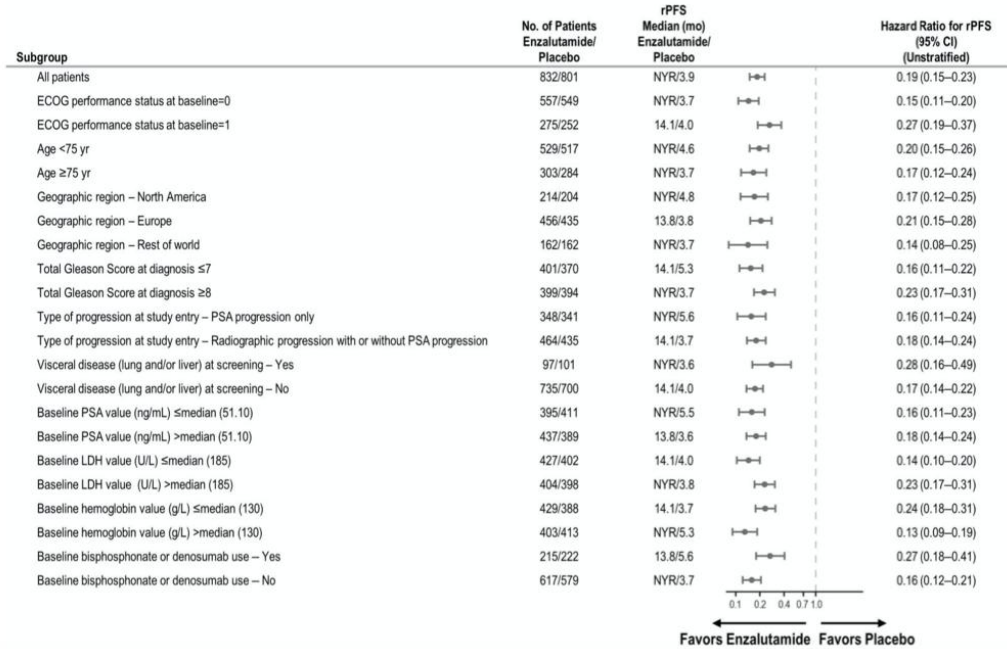 rPFS
No. of Patients Median (mo) Hazard Ratio for rPFS
Enzalutamide/ Enzalutamide/ (95% CI)
Subgroup Placebo Placebo (Unstratified)
All patients 832/801 NYR/3.9 0.19 (0.15–0.23)
ECOG performance status at baseline=0 557/549 NYR/3.7 0.15 (0.11–0.20)
ECOG performance status at baseline=1 275/252 14.1/4.0 0.27 (0.19–0.37)
Age <75 yr 529/517 NYR/4.6 0.20 (0.15–0.26)
Age ≥75 yr 303/284 NYR/3.7 0.17 (0.12–0.24)
Geographic region – North America 214/204 NYR/4.8 0.17 (0.12–0.25)
Geographic region – Europe 456/435 13.8/3.8 0.21 (0.15–0.28)
Geographic region – Rest of world 162/162 NYR/3.7 0.14 (0.08–0.25)
Total Gleason Score at diagnosis ≤7 401/370 14.1/5.3 0.16 (0.11–0.22)
Total Gleason Score at diagnosis ≥8 399/394 NYR/3.7 0.23 (0.17–0.31)
Type of progression at study entry – PSA progression only 348/341 NYR/5.6 0.16 (0.11–0.24)
Type of progression at study entry – Radiographic progression with or without PSA progression 464/435 14.1/3.7 0.18 (0.14–0.24)
Visceral disease (lung and/or liver) at screening – Yes 97/101 NYR/3.6 0.28 (0.16–0.49)
Visceral disease (lung and/or liver) at screening – No 735/700 14.1/4.0 0.17 (0.14–0.22)
Baseline PSA value (ng/mL) ≤median (51.10) 395/411 NYR/5.5 0.16 (0.11–0.23)
Baseline PSA value (ng/mL) >median (51.10) 437/389 13.8/3.6 0.18 (0.14–0.24)
Baseline LDH value (U/L) ≤median (185) 427/402 14.1/4.0 0.14 (0.10–0.20)
Baseline LDH value (U/L) >median (185) 404/398 NYR/3.8 0.23 (0.17–0.31)
Baseline hemoglobin value (g/L) ≤median (130) 429/388 14.1/3.7 0.24 (0.18–0.31)
Baseline hemoglobin value (g/L) >median (130) 403/413 NYR/5.3 0.13 (0.09–0.19)
Baseline bisphosphonate or denosumab use – Yes 215/222 13.8/5.6 0.27 (0.18–0.41)
Baseline bisphosphonate or denosumab use – No 617/579 NYR/3.7 0.16 (0.12–0.21)
0.1 0.2 0.4 0.7 1.0
Favors Enzalutamide Favors Placebo